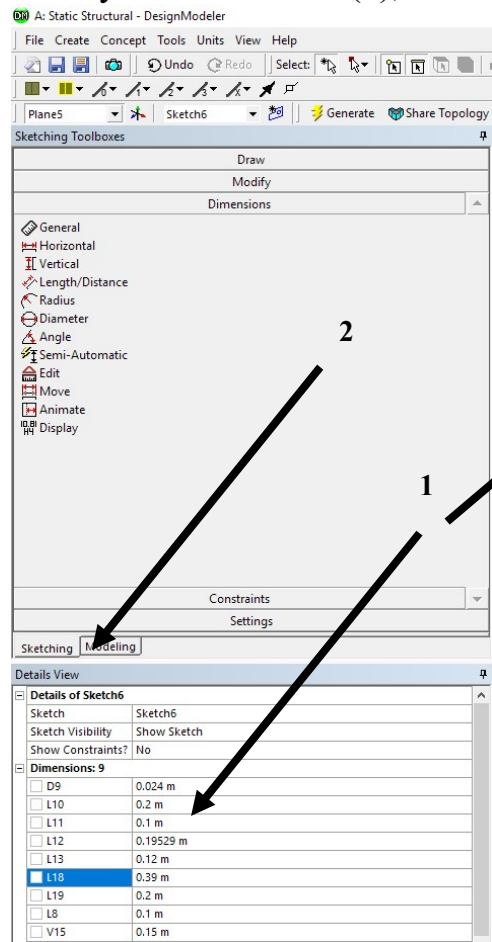 A: Static Structural - DesignModeler
File Create Concept Tools Units View Help
Undo Redo Select:
Plane5 Sketch6 Generate Share Topology
Sketching Toolboxes
Draw
Modify
Dimensions
General
Horizontal
Vertical
Length/Distance
Radius
Diameter
Angle
Semi-Automatic
Edit
Move
Animate
Display
2
1
Constraints
Settings
Sketching Modeling
Details View
Details of Sketch6
Sketch Sketch6
Sketch Visibility Show Sketch
Show Constraints? No
Dimensions: 9
D9 0.024 m
L10 0.2 m
L11 0.1 m
L12 0.19529 m
L13 0.12 m
L18 0.39 m
L19 0.2 m
L8 0.1 m
V15 0.15 m